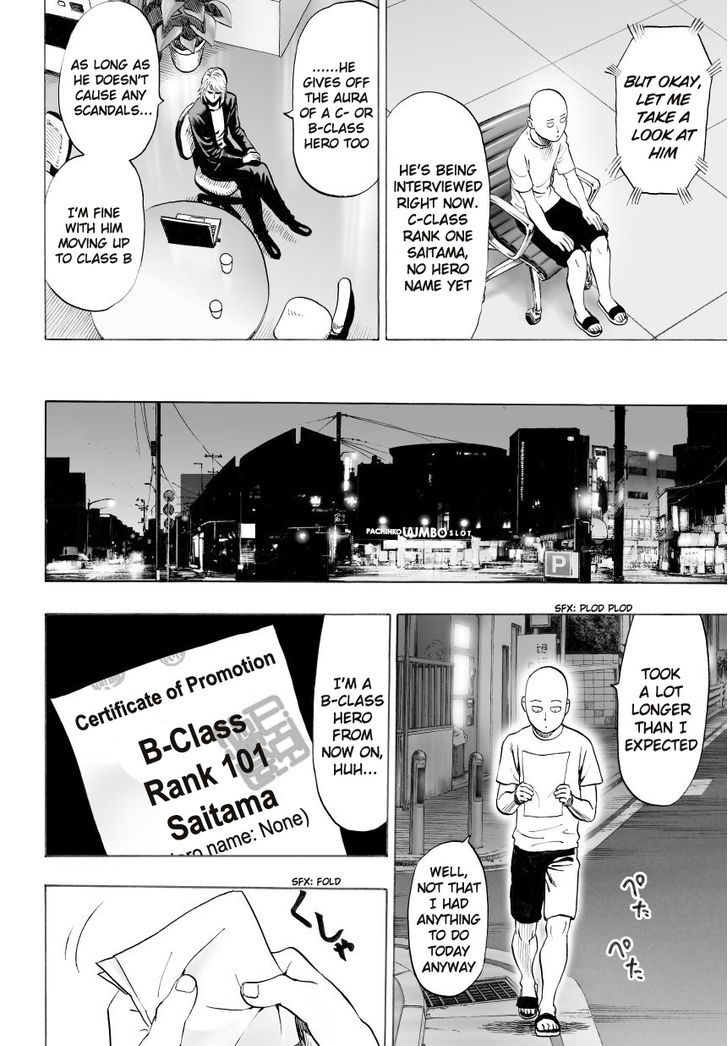 BUT OKAY,
LET ME
TAKE A
LOOK AT
HIM
HE'S BEING
INTERVIEWED
RIGHT NOW.
C-CLASS
RANK ONE
SAITAMA,
NO HERO
NAME YET
......HE
GIVES OFF
THE AURA
OF A C- OR
B-CLASS
HERO TOO
AS LONG AS
HE DOESN'T
CAUSE ANY
SCANDALS...
I'M FINE
WITH HIM
MOVING UP
TO CLASS B
PACHINKO JUMBO SLOT
P
SFX: PLOD PLOD
TOOK
A LOT
LONGER
THAN I
EXPECTED
WELL,
NOT THAT
I HAD
ANYTHING
TO DO
TODAY
ANYWAY
ぺた
ぺた
I'M A
B-CLASS
HERO
FROM
NOW ON,
HUH...
Certificate of Promotion
B-Class
Rank 101
Saitama
ero name: None)
SFX: FOLD
くしゃ